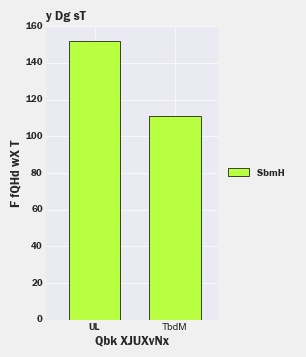 y Dg sT
160
140
120
100
80
60
40
20
0
F fQHd wX T
UL TbdM
Qbk XJUXvNx
SbmH